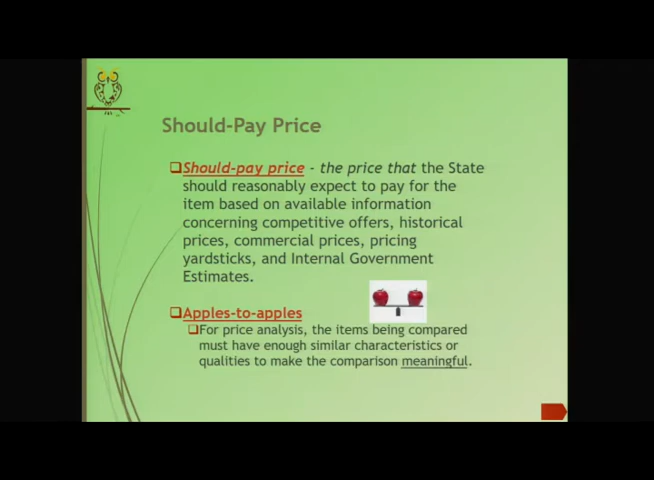 Should-Pay Price
Should-pay price - the price that the State
should reasonably expect to pay for the
item based on available information
concerning competitive offers, historical
prices, commercial prices, pricing
yardsticks, and Internal Government
Estimates.
Apples-to-apples
For price analysis, the items being compared
must have enough similar characteristics or
qualities to make the comparison meaningful.